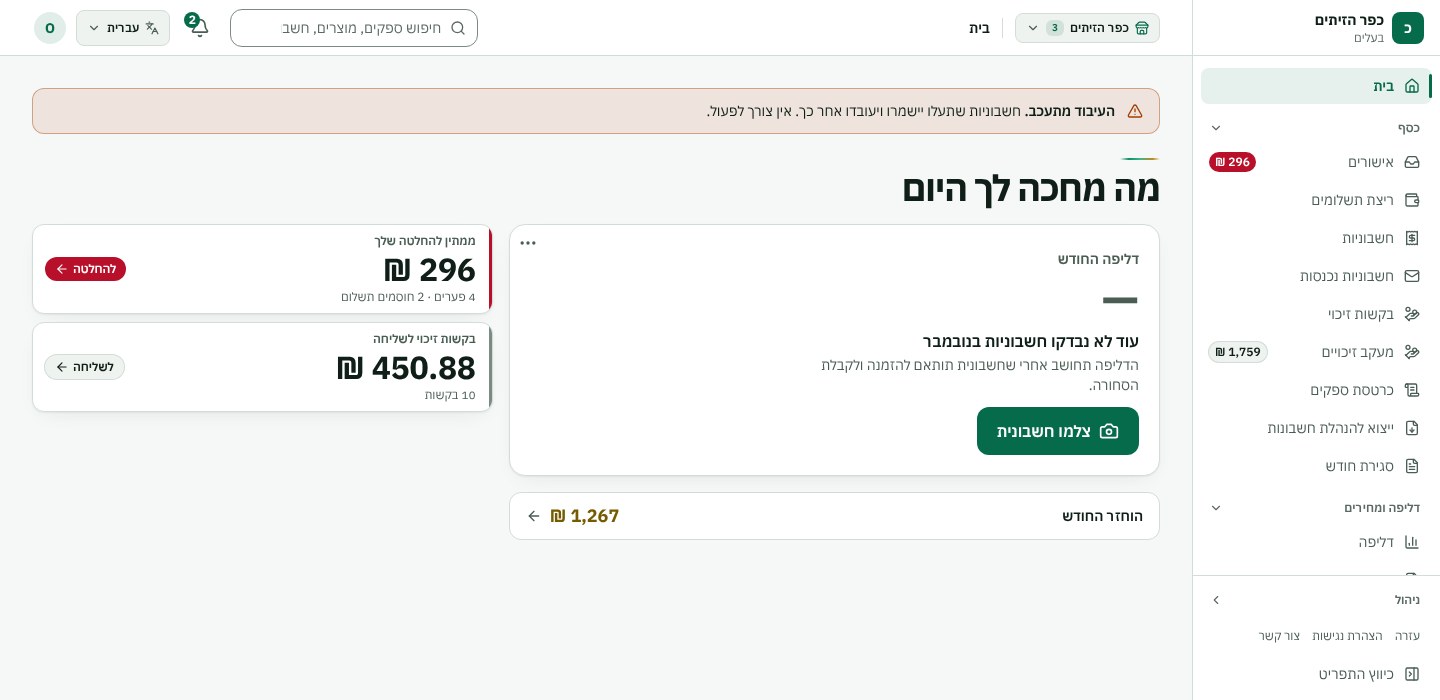 כ
כפר הזיתים
בעלים
בית
כסף
אישורים
296 ₪
ריצת תשלומים
חשבוניות
חשבוניות נכנסות
בקשות זיכוי
מעקב זיכויים
1,759 ₪
כרטסת ספקים
ייצוא להנהלת חשבונות
סגירת חודש
דליפה ומחירים
דליפה
ניהול
עזרה
הצהרת נגישות
צור קשר
כיווץ התפריט
כפר הזיתים 3
בית
חיפוש ספקים, מוצרים, חשב
2
עברית
O
העיבוד מתעכב. חשבוניות שתעלו יישמרו ויעובדו אחר כך. אין צורך לפעול.
מה מחכה לך היום
דליפה החודש
—
עוד לא נבדקו חשבוניות בנובמבר
הדליפה תחושב אחרי שחשבונית תותאם להזמנה ולקבלת
הסחורה.
צלמו חשבונית
הוחזר החודש
1,267 ₪
ממתין להחלטה שלך
296 ₪
4 פערים · 2 חוסמים תשלום
להחלטה
בקשות זיכוי לשליחה
450.88 ₪
10 בקשות
לשליחה